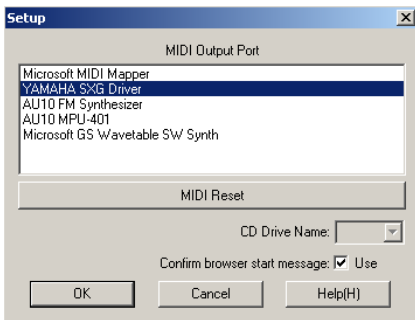 Setup
MIDI Output Port
Microsoft MIDI Mapper
YAMAHA SXG Driver
AU10 FM Synthesizer
AU10 MPU-401
Microsoft GS Wavetable SW Synth
MIDI Reset
CD Drive Name:
Confirm browser start message: Use
OK Cancel Help(H)